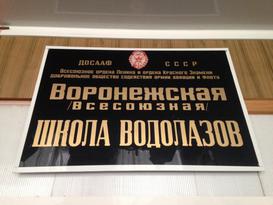 ДОСААФ СССР
Всесоюзное ордена Ленина и ордена Красного Знамени
добровольное общество содействия армии авиации и флоту
Воронежская
/Всесоюзная/
ШКОЛА ВОДОЛАЗОВ